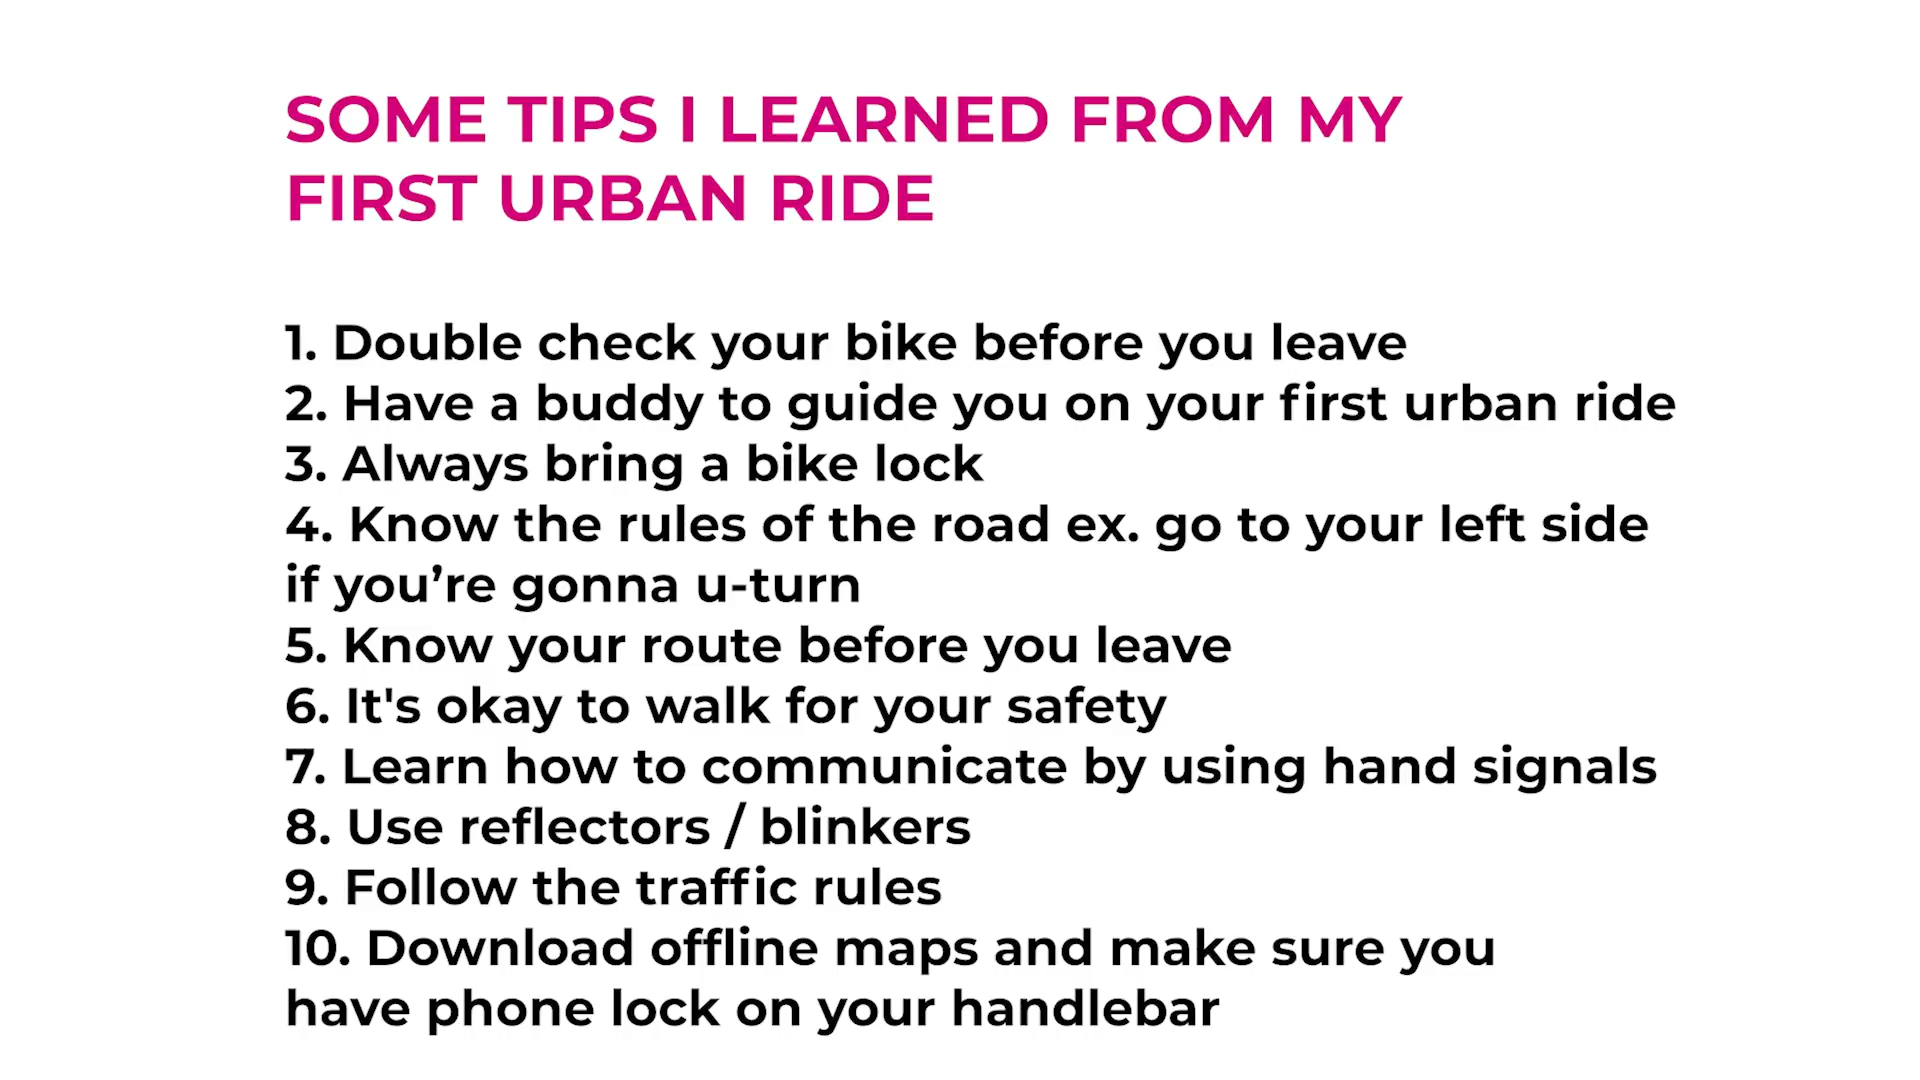 SOME TIPS I LEARNED FROM MY
FIRST URBAN RIDE
1. Double check your bike before you leave
2. Have a buddy to guide you on your first urban ride
3. Always bring a bike lock
4. Know the rules of the road ex. go to your left side
if you’re gonna u-turn
5. Know your route before you leave
6. It's okay to walk for your safety
7. Learn how to communicate by using hand signals
8. Use reflectors / blinkers
9. Follow the traffic rules
10. Download offline maps and make sure you
have phone lock on your handlebar